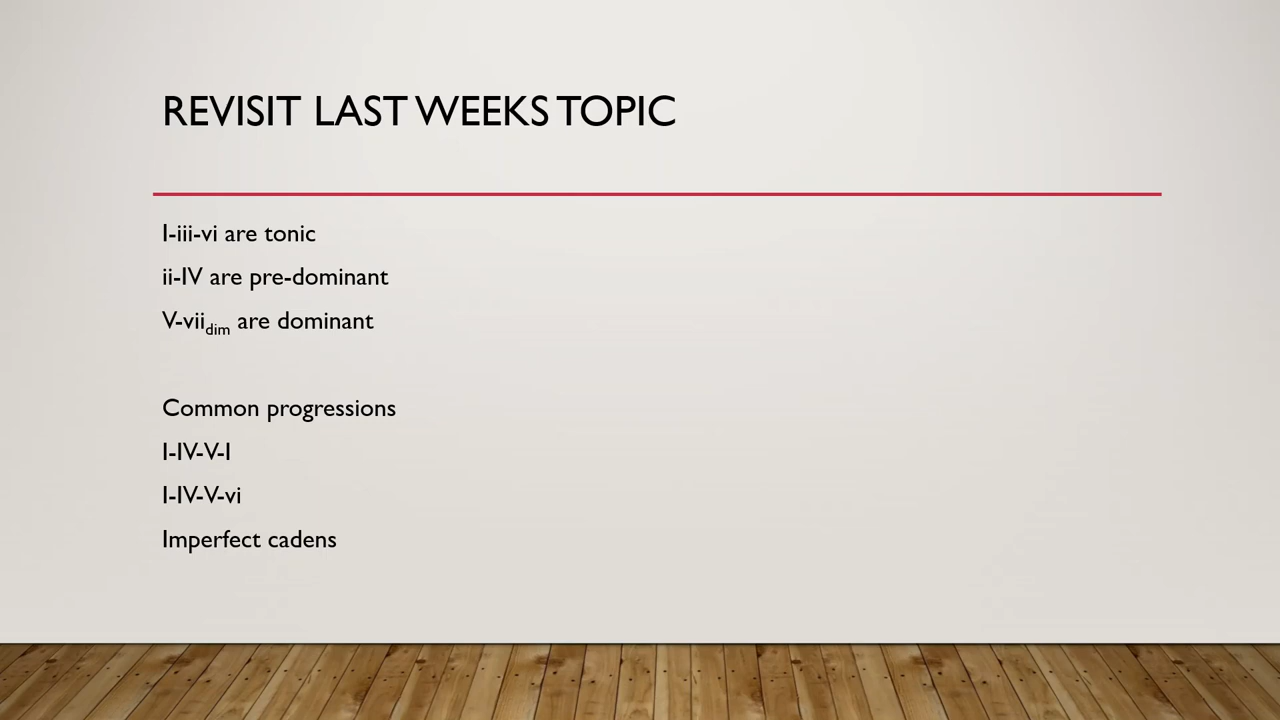 REVISIT LAST WEEKS TOPIC
I-iii-vi are tonic
ii-IV are pre-dominant
V-viidim are dominant
Common progressions
I-IV-V-I
I-IV-V-vi
Imperfect cadens